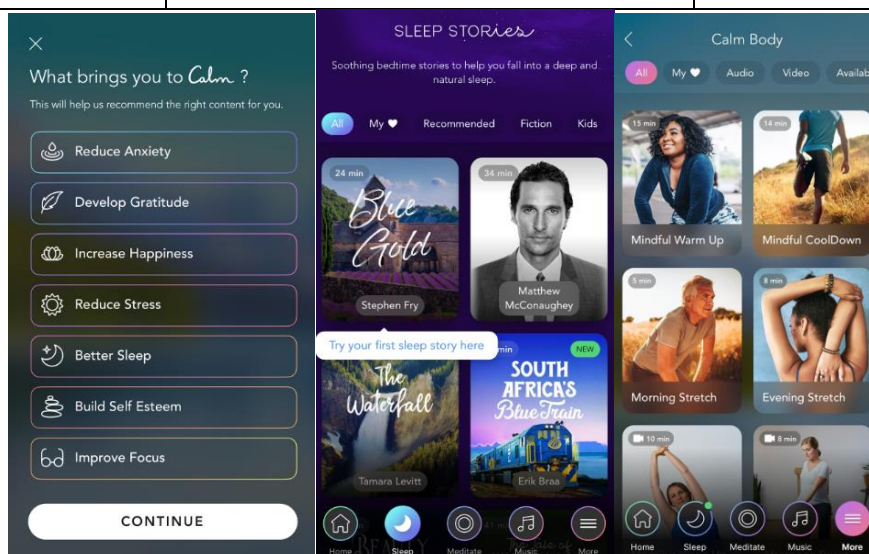 What brings you to Calm ?
This will help us recommend the right content for you.
Reduce Anxiety
Develop Gratitude
Increase Happiness
Reduce Stress
Better Sleep
Build Self Esteem
Improve Focus
CONTINUE
SLEEP STORies
Soothing bedtime stories to help you fall into a deep and
natural sleep.
All My Recommended Fiction Kids
24 min
Blue
Gold
Stephen Fry
34 min
Matthew
McConaughey
Try your first sleep story here
The
Waterfall
Tamara Levitt
min
NEW
SOUTH
AFRICA'S
Blue Train
Erik Braa
41 m
Home Sleep Meditate Music More
Calm Body
All My Audio Video Availab
15 min
Mindful Warm Up
14 min
Mindful CoolDown
5 min
Morning Stretch
8 min
Evening Stretch
10 min
8 min
Home Sleep Meditate Music More